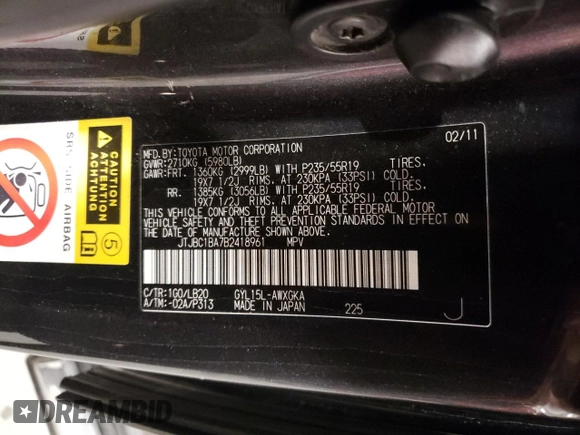 MFD.BY:TOYOTA MOTOR CORPORATION 02/11
GVWR:2710KG (5980LB)
GAWR:FRT. 1360KG (2999LB) WITH P235/55R19 TIRES,
19X7 1/2J RIMS, AT 230KPA (33PSI) COLD.
RR. 1385KG (3056LB) WITH P235/55R19 TIRES,
19X7 1/2J RIMS, AT 230KPA (33PSI) COLD.
THIS VEHICLE CONFORMS TO ALL APPLICABLE FEDERAL MOTOR
VEHICLE SAFETY AND THEFT PREVENTION STANDARDS IN EFFECT ON
THE DATE OF MANUFACTURE SHOWN ABOVE.
JTJBC1BA7B2418961 MPV
C/TR:1G0/LB20 GYL15L-AWXGKA
A/TM:-02A/P313 MADE IN JAPAN 225 J
SRS SIDE AIRBAG
CAUTION
ATTENTION
ACHTUNG
5
DREAMBID